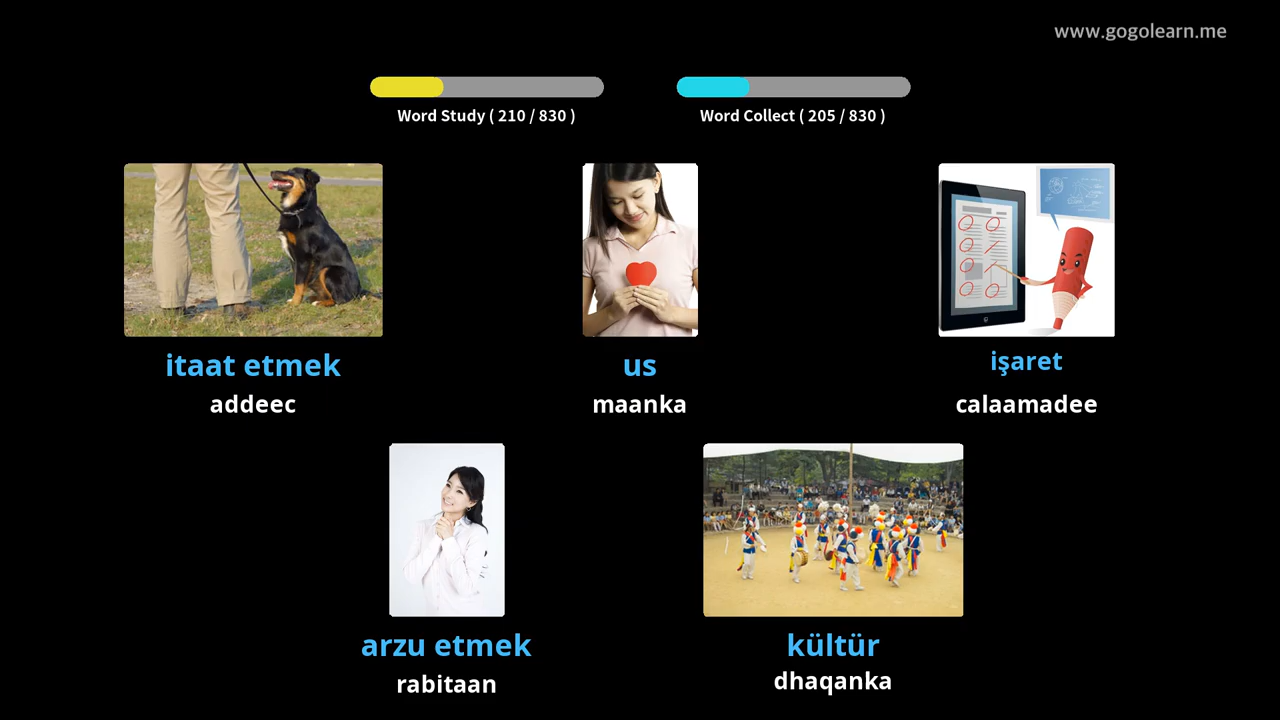 www.gogolearn.me
Word Study ( 210 / 830 )
Word Collect ( 205 / 830 )
itaat etmek
addeec
us
maanka
işaret
calaamadee
arzu etmek
rabitaan
kültür
dhaqanka